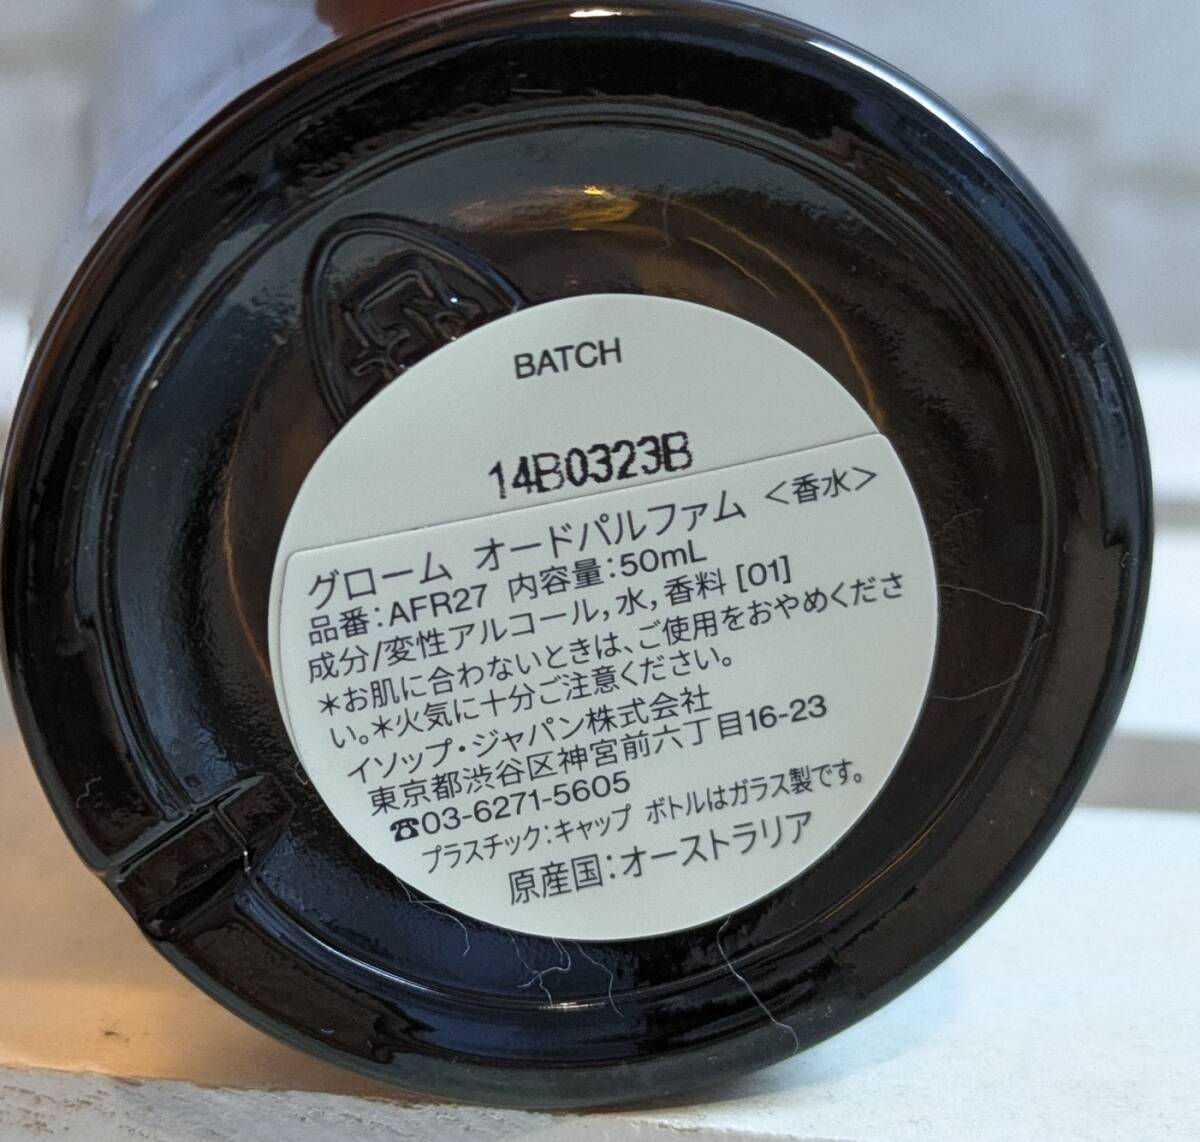 BATCH
14B0323B
グローム オードパルファム <香水>
品番:AFR27 内容量:50mL
成分/変性アルコール,水,香料 [01]
*お肌に合わないときは、ご使用をおやめくださ
い。*火気に十分ご注意ください。
イソップ・ジャパン株式会社
東京都渋谷区神宮前六丁目16-23
☎03-6271-5605
プラスチック:キャップ ボトルはガラス製です。
原産国:オーストラリア